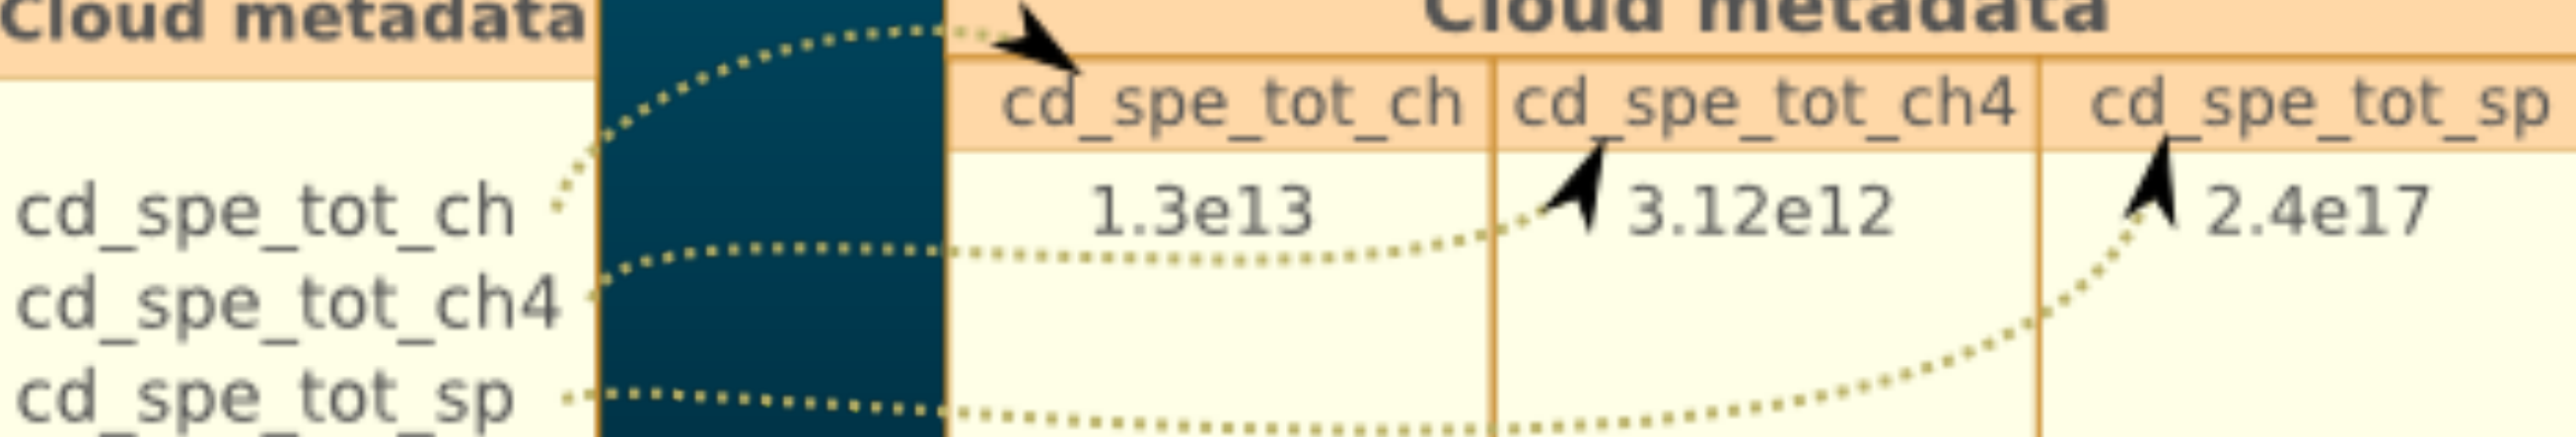 Cloud metadata
cd_spe_tot_ch
cd_spe_tot_ch4
cd_spe_tot_sp
Cloud metadata
cd_spe_tot_ch cd_spe_tot_ch4 cd_spe_tot_sp
1.3e13 3.12e12 2.4e17